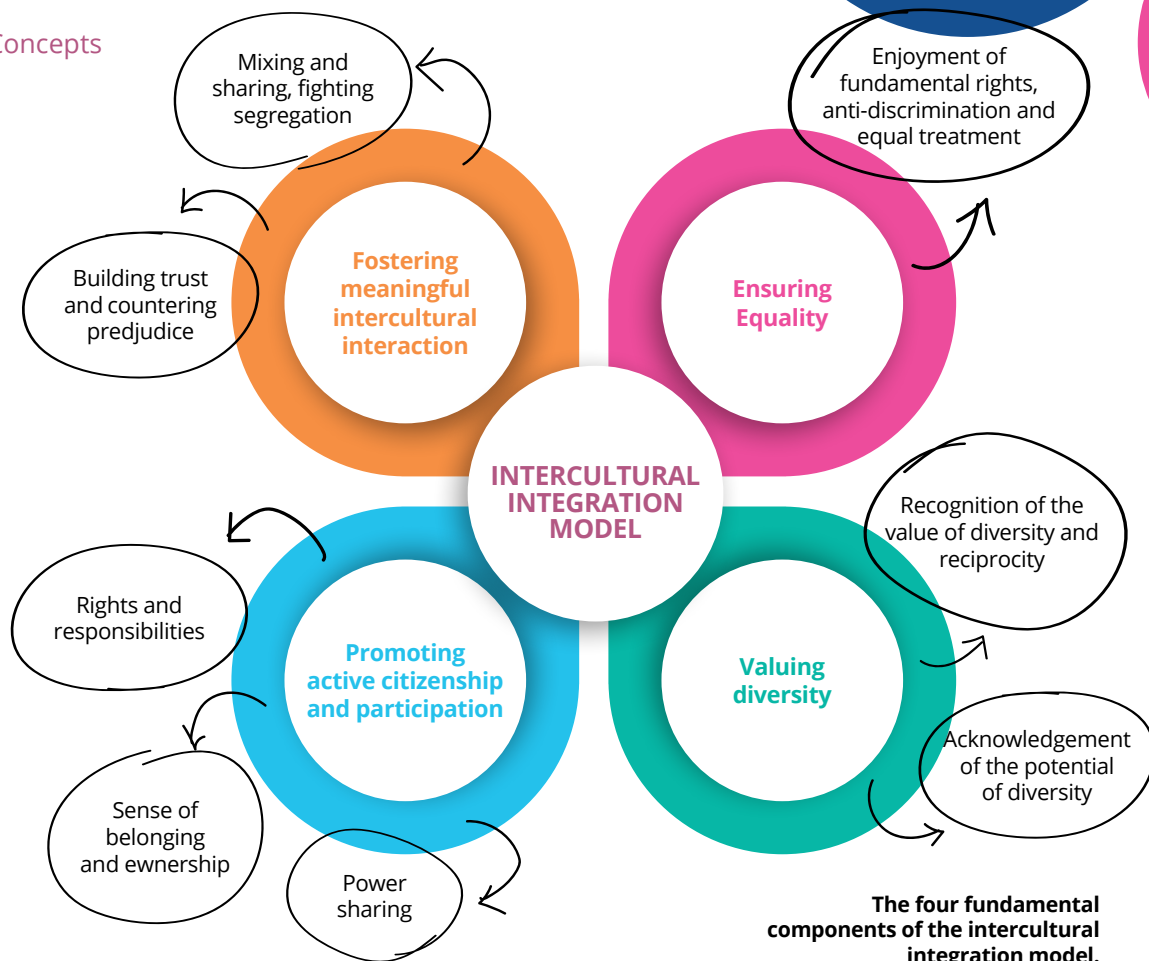 Concepts
Mixing and
sharing, fighting
segregation
Enjoyment of
fundamental rights,
anti-discrimination and
equal treatment
Building trust
and countering
predjudice
Fostering
meaningful
intercultural
interaction
Ensuring
Equality
INTERCULTURAL
INTEGRATION
MODEL
Recognition of the
value of diversity and
reciprocity
Rights and
responsibilities
Promoting
active citizenship
and participation
Valuing
diversity
Acknowledgement
of the potential
of diversity
Sense of
belonging
and ewnership
Power
sharing
The four fundamental
components of the intercultural
integration model.